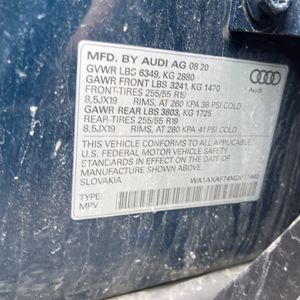 MFD. BY AUDI AG 08 20
GVWR LBS 6349, KG 2880
GAWR FRONT LBS 3241, KG 1470
FRONT TIRES 255/55 R19
8,5JX19 RIMS, AT 260 KPA 38 PSI COLD
GAWR REAR LBS 3803, KG 1725
REAR TIRES 255/55 R19
8,5JX19 RIMS, AT 280 KPA 41 PSI COLD
THIS VEHICLE CONFORMS TO ALL APPLICABLE
U.S. FEDERAL MOTOR VEHICLE SAFETY
STANDARDS IN EFFECT ON THE DATE OF
MANUFACTURE SHOWN ABOVE.
SLOVAKIA
TYPE:
MPV
Audi